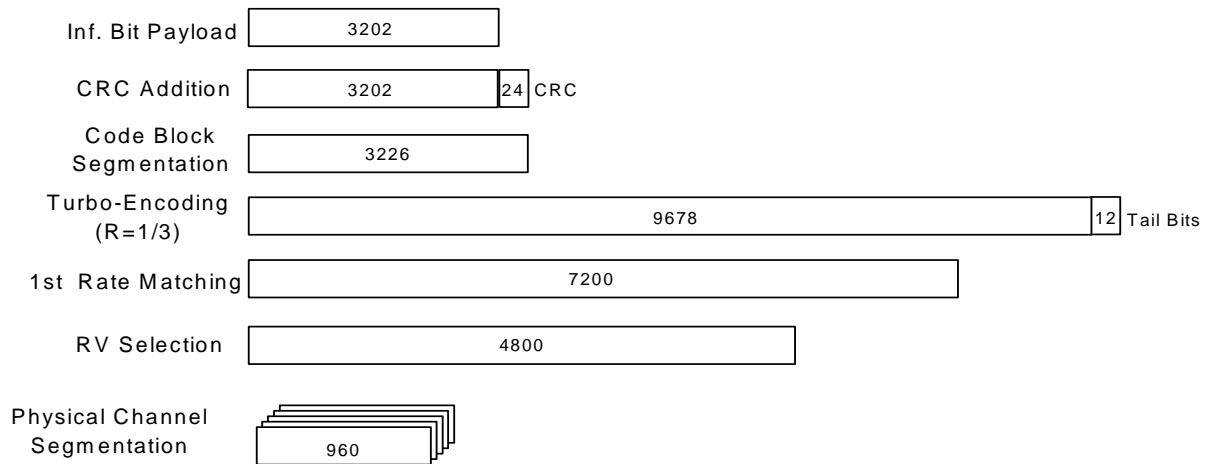 Inf. Bit Payload
3202
CRC Addition
3202
24
CRC
Code Block
Segmentation
3226
Turbo-Encoding
(R=1/3)
9678
12
Tail Bits
1st Rate Matching
7200
RV Selection
4800
Physical Channel
Segmentation
960